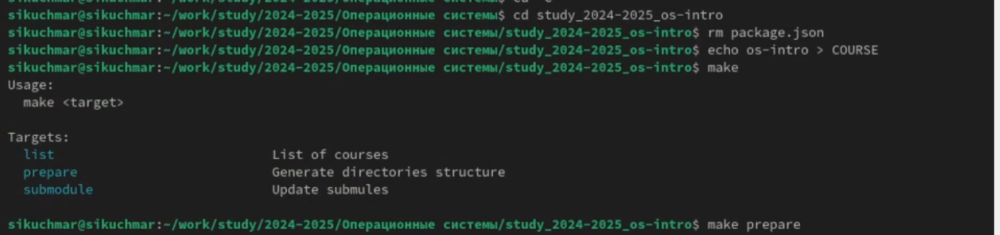 sikuchmar@sikuchmar:~/work/study/2024-2025/Операционные системы$ cd study_2024-2025_os-intro
sikuchmar@sikuchmar:~/work/study/2024-2025/Операционные системы/study_2024-2025_os-intro$ rm package.json
sikuchmar@sikuchmar:~/work/study/2024-2025/Операционные системы/study_2024-2025_os-intro$ echo os-intro > COURSE
sikuchmar@sikuchmar:~/work/study/2024-2025/Операционные системы/study_2024-2025_os-intro$ make
Usage:
  make <target>

Targets:
  list                            List of courses
  prepare                         Generate directories structure
  submodule                       Update submules

sikuchmar@sikuchmar:~/work/study/2024-2025/Операционные системы/study_2024-2025_os-intro$ make prepare